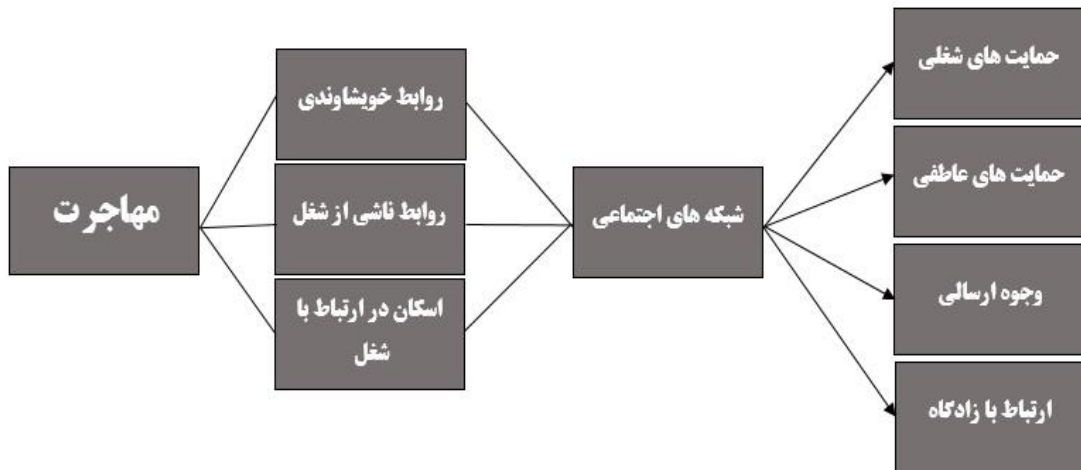 مهاجرت
روابط خویشاوندی
روابط ناشی از شغل
اسکان در ارتباط با
شغل
شبکه های اجتماعی
حمایت های شغلی
حمایت های عاطفی
وجوه ارسالی
ارتباط با زادگاه